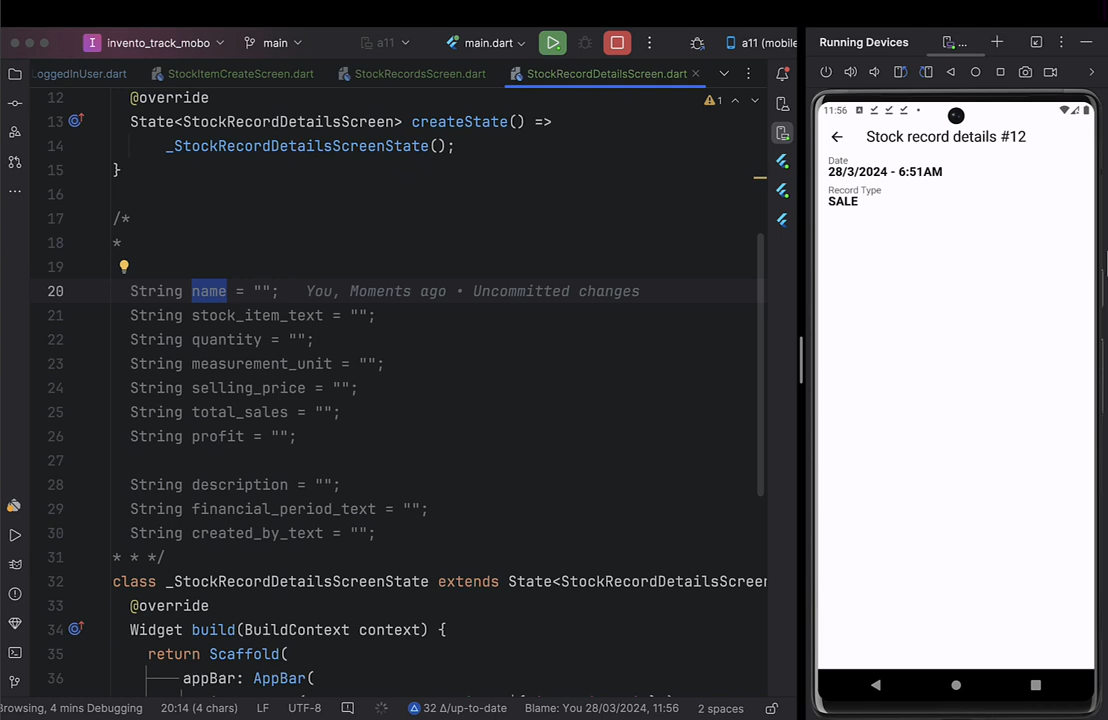 I invento_track_mobo main a11 main.dart a11 (mobile
Running Devices ...
LoggedInUser.dart StockItemCreateScreen.dart StockRecordsScreen.dart StockRecordDetailsScreen.dart
12 @override
13 State<StockRecordDetailsScreen> createState() =>
14 _StockRecordDetailsScreenState();
15 }
16
17 /*
18 *
19
20 String name = ""; You, Moments ago • Uncommitted changes
21 String stock_item_text = "";
22 String quantity = "";
23 String measurement_unit = "";
24 String selling_price = "";
25 String total_sales = "";
26 String profit = "";
27
28 String description = "";
29 String financial_period_text = "";
30 String created_by_text = "";
31 * * */
32 class _StockRecordDetailsScreenState extends State<StockRecordDetailsScreen
33 @override
34 Widget build(BuildContext context) {
35 return Scaffold(
36 appBar: AppBar(
1
11:56
Stock record details #12
Date
28/3/2024 - 6:51AM
Record Type
SALE
Browsing, 4 mins Debugging 20:14 (4 chars) LF UTF-8 32 Δ/up-to-date Blame: You 28/03/2024, 11:56 2 spaces